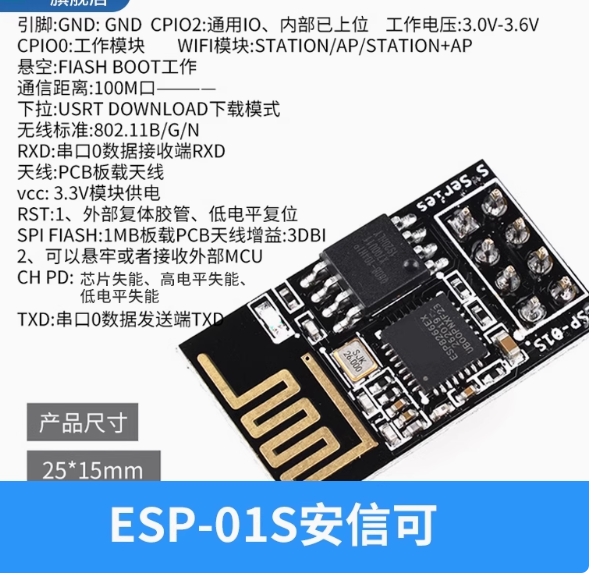 旗舰店
引脚:GND: GND CPIO2:通用IO、内部已上位 工作电压:3.0V-3.6V
CPIO0:工作模块 WIFI模块:STATION/AP/STATION+AP
悬空:FIASH BOOT工作
通信距离:100M口————
下拉:USRT DOWNLOAD下载模式
无线标准:802.11B/G/N
RXD:串口0数据接收端RXD
天线:PCB板载天线
vcc: 3.3V模块供电
RST:1、外部复体胶管、低电平复位
SPI FIASH:1MB板载PCB天线增益:3DBI
2、可以悬牢或者接收外部MCU
CH PD: 芯片失能、高电平失能、
低电平失能
TXD:串口0数据发送端TXD
S Series
ESP-01S
ESP8266EX
S-JK
26.000
产品尺寸
25*15mm
ESP-01S安信可